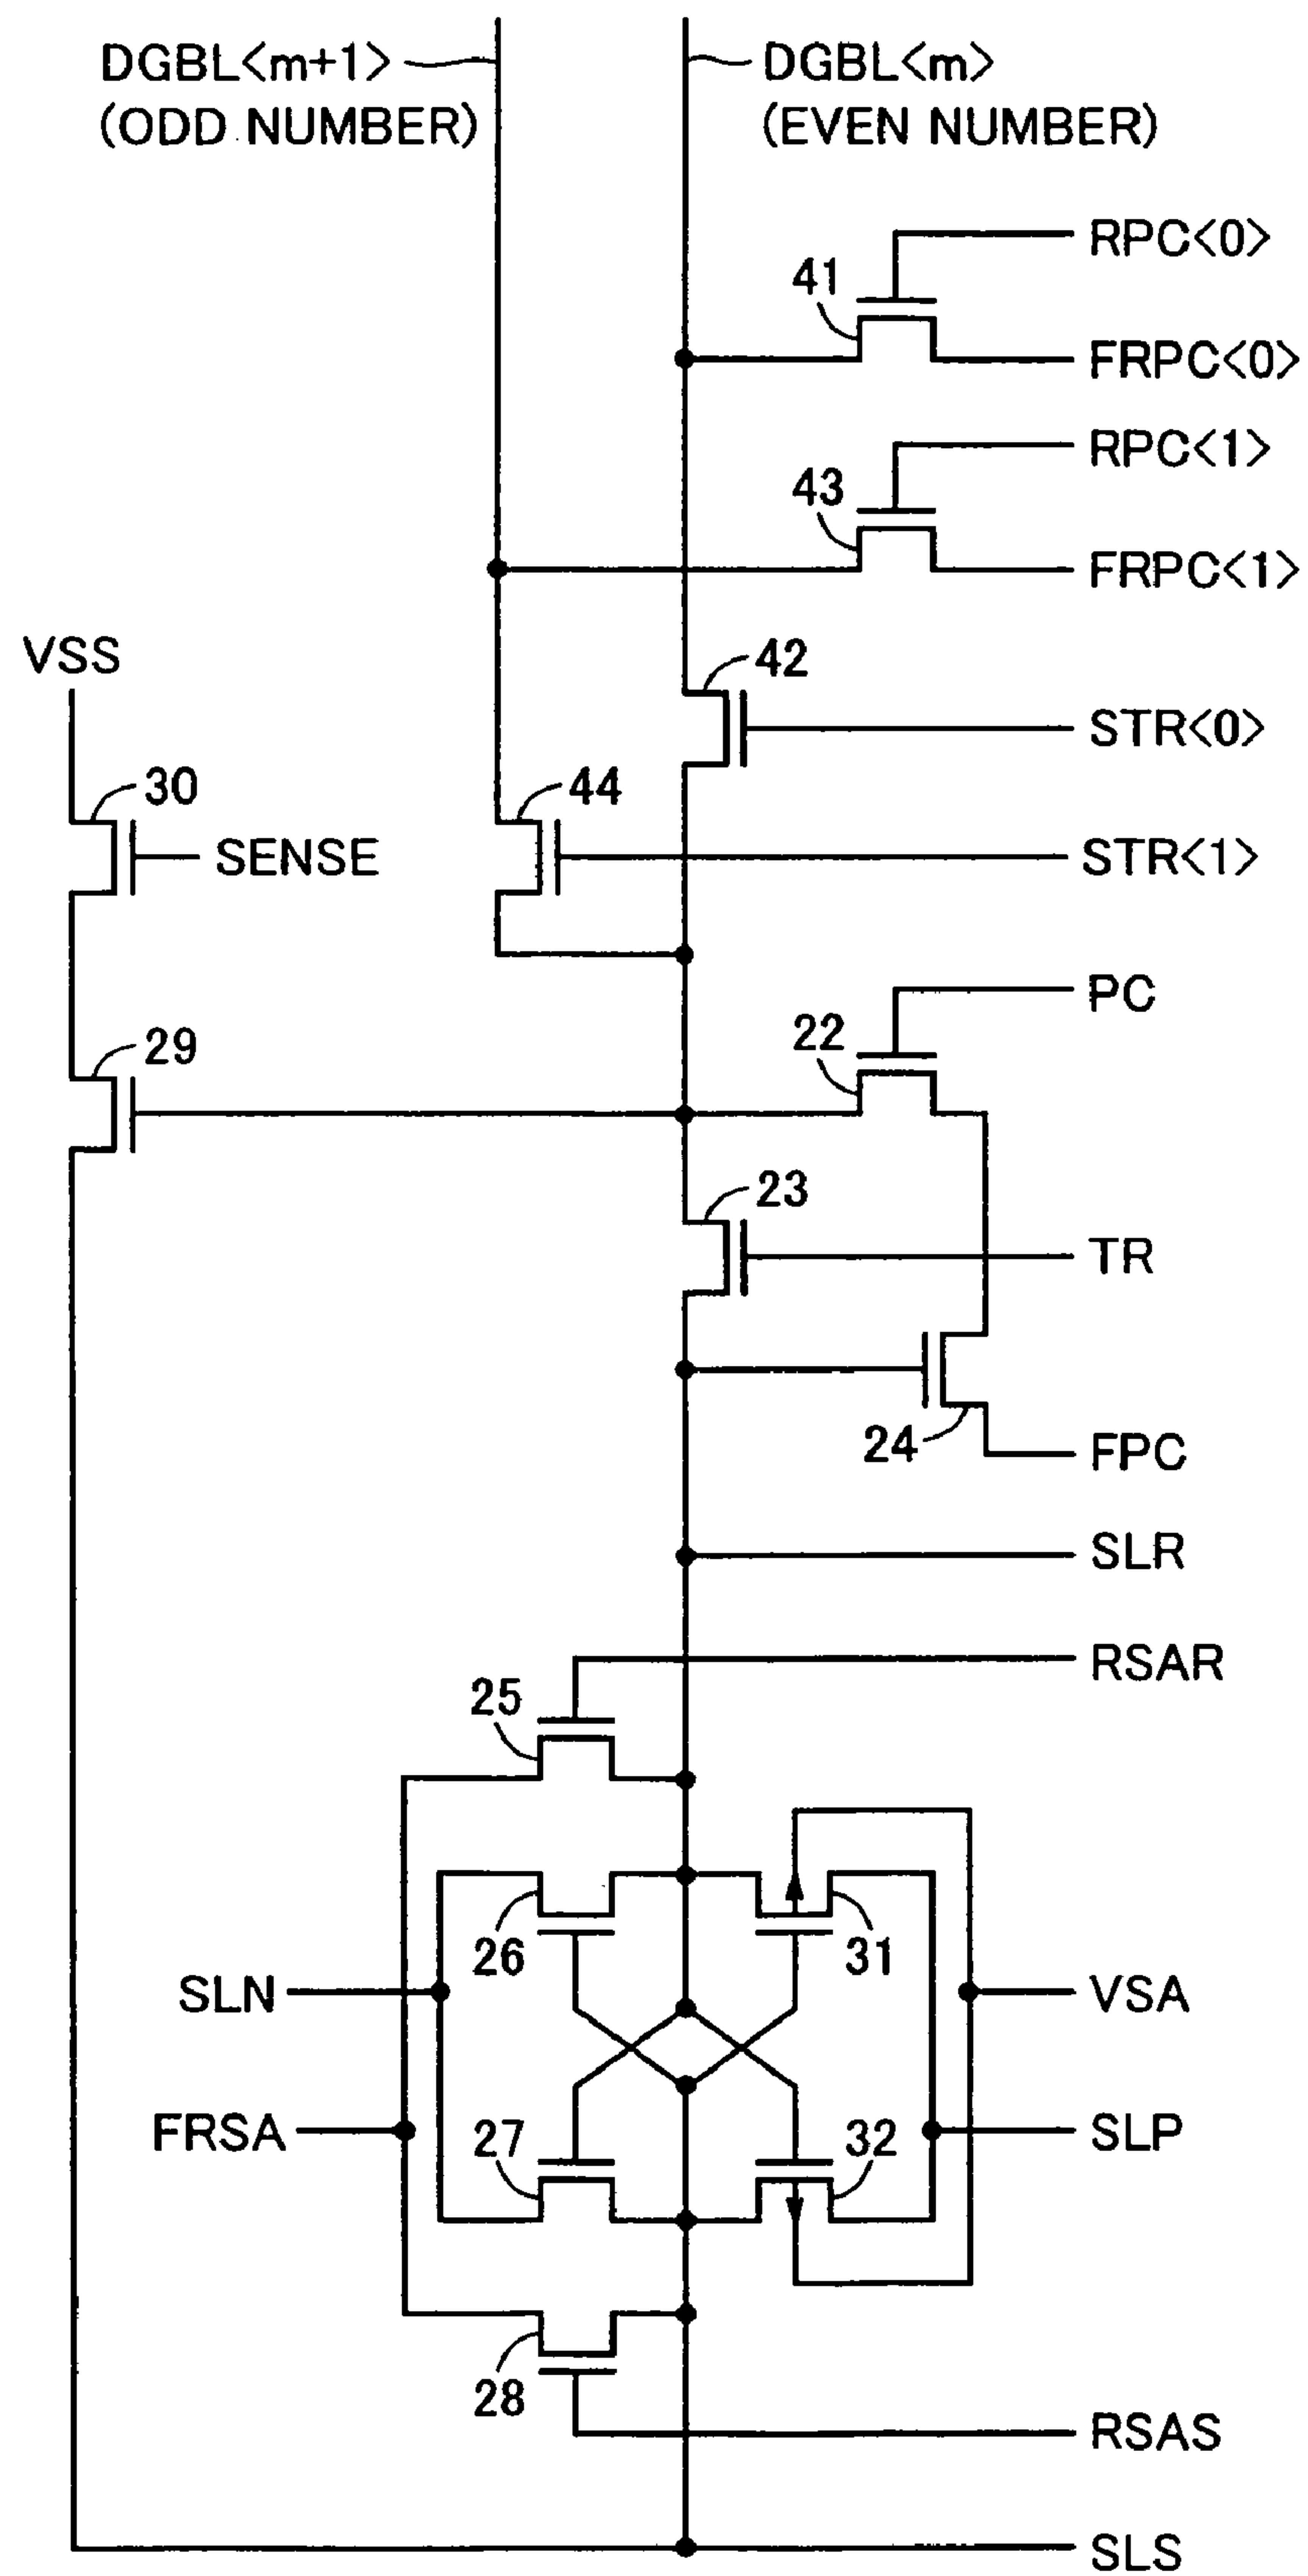 DGBL<m+1>
(ODD NUMBER)
DGBL<m>
(EVEN NUMBER)
RPC<0>
41
FRPC<0>
RPC<1>
43
FRPC<1>
VSS
42
STR<0>
30
44
SENSE
STR<1>
PC
29
22
23
TR
24
FPC
SLR
RSAR
25
26
31
SLN
VSA
FRSA
27
32
SLP
28
RSAS
SLS